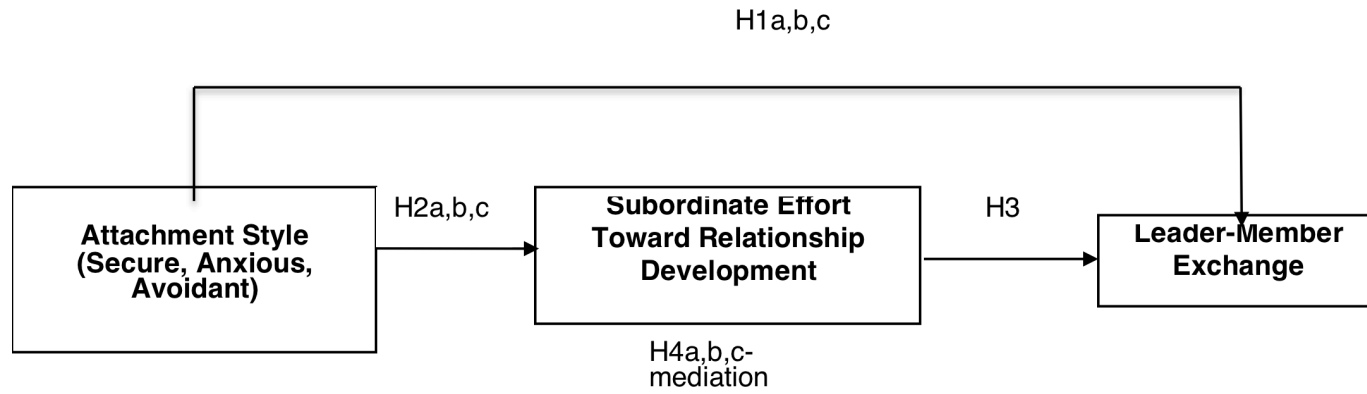 H1a,b,c
Attachment Style
(Secure, Anxious,
Avoidant)
H2a,b,c
Subordinate Effort
Toward Relationship
Development
H3
Leader-Member
Exchange
H4a,b,c-
mediation